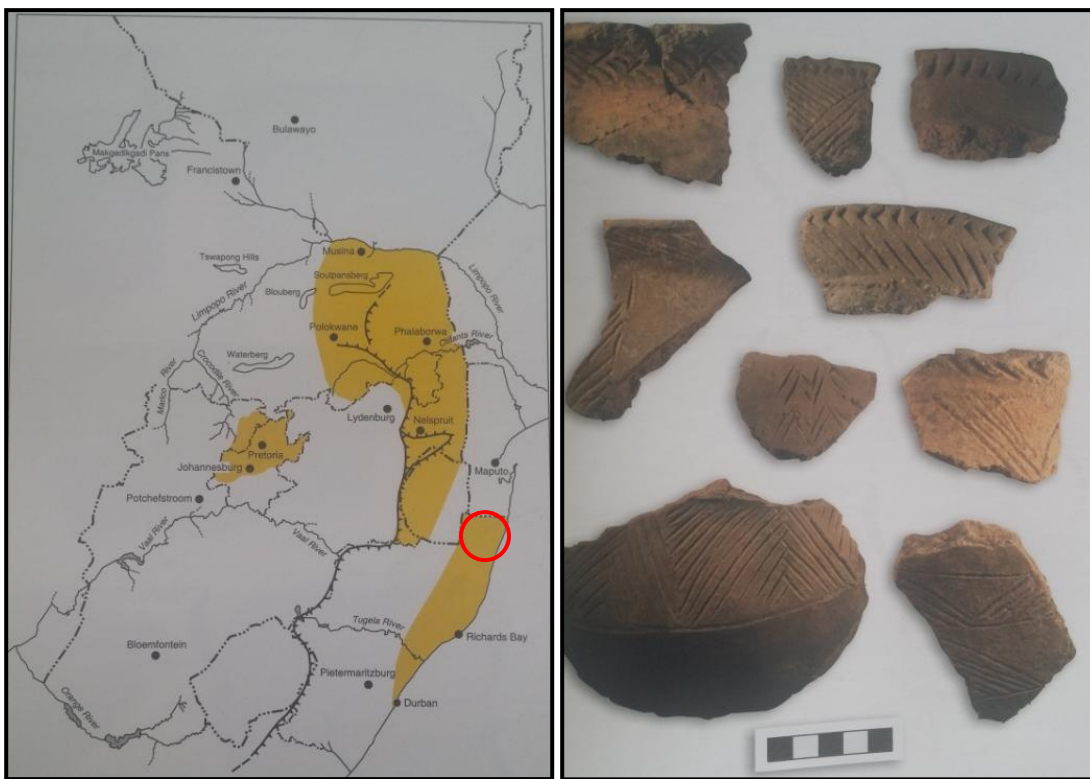 Bulawayo
Makgadikgadi Pans
Francistown
Musina
Tswapong Hills
Soutpansberg
Blouberg
Limpopo River
Limpopo River
Polokwane
Phalaborwa
Olifants River
Waterberg
Crocodile River
Marico River
Lydenburg
Nelspruit
Pretoria
Johannesburg
Maputo
Potchefstroom
Vaal River
Vaal River
Tugela River
Richards Bay
Bloemfontein
Pietermaritzburg
Durban
Orange River